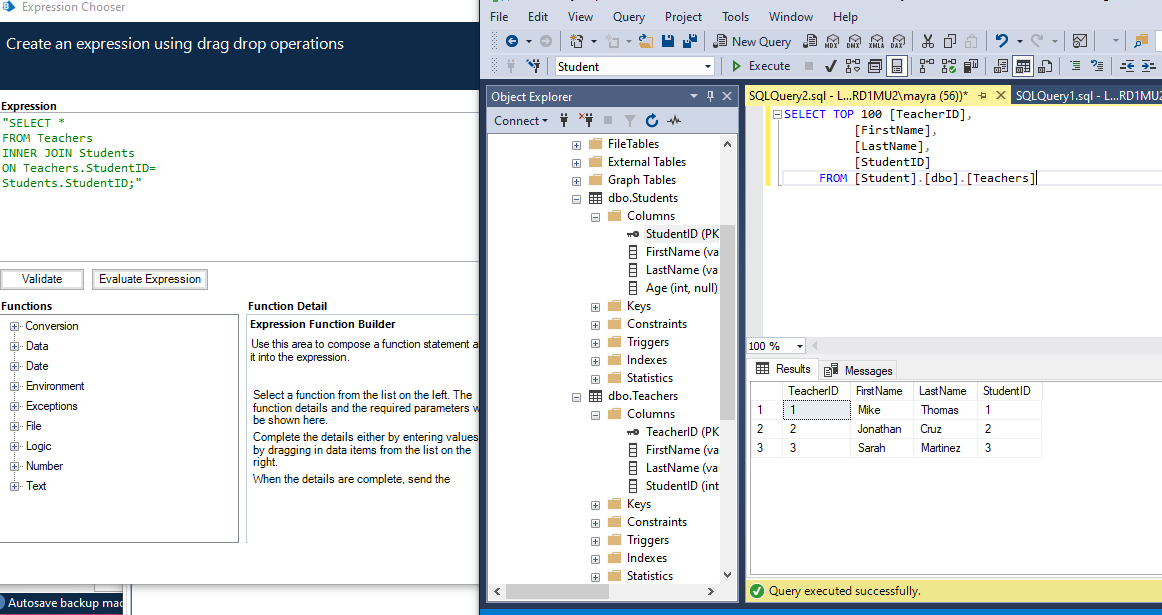 Expression Chooser
Create an expression using drag drop operations
Expression
"SELECT *
FROM Teachers
INNER JOIN Students
ON Teachers.StudentID=
Students.StudentID;"
Validate
Evaluate Expression
Functions
Conversion
Data
Date
Environment
Exceptions
File
Logic
Number
Text
Function Detail
Expression Function Builder
Use this area to compose a function statement a
it into the expression.
Select a function from the list on the left. The
function details and the required parameters w
be shown here.
Complete the details either by entering values
by dragging in data items from the list on the
right.
When the details are complete, send the
Autosave backup mac
File Edit View Query Project Tools Window Help
New Query MDX DMX XMLA DAX
Student
Execute
Object Explorer
Connect
FileTables
External Tables
Graph Tables
dbo.Students
Columns
StudentID (PK
FirstName (va
LastName (va
Age (int, null)
Keys
Constraints
Triggers
Indexes
Statistics
dbo.Teachers
Columns
TeacherID (PK
FirstName (va
LastName (va
StudentID (int
Keys
Constraints
Triggers
Indexes
Statistics
SQLQuery2.sql - L...RD1MU2\mayra (56))*
SQLQuery1.sql - L...RD1MU2
SELECT TOP 100 [TeacherID],
[FirstName],
[LastName],
[StudentID]
FROM [Student].[dbo].[Teachers]
100 %
Results Messages
TeacherID FirstName LastName StudentID
1 1 Mike Thomas 1
2 2 Jonathan Cruz 2
3 3 Sarah Martinez 3
Query executed successfully.